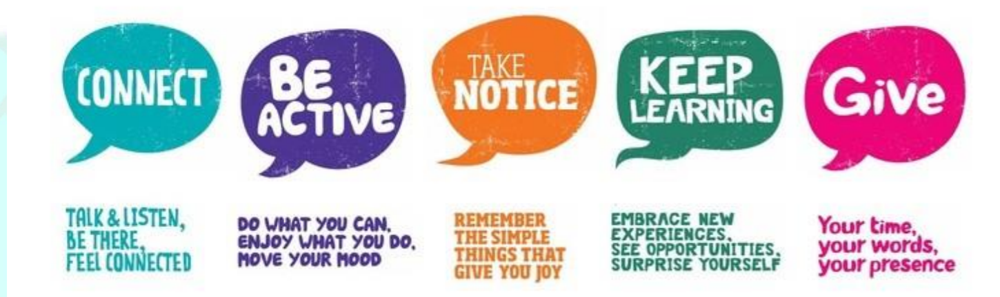 CONNECT
BE
ACTIVE
TAKE
NOTICE
KEEP
LEARNING
Give
TALK & LISTEN,
BE THERE,
FEEL CONNECTED
DO WHAT YOU CAN.
ENJOY WHAT YOU DO.
MOVE YOUR MOOD
REMEMBER
THE SIMPLE
THINGS THAT
GIVE YOU JOY
EMBRACE NEW
EXPERIENCES.
SEE OPPORTUNITIES.
SURPRISE YOURSELF
Your time,
your words,
your presence